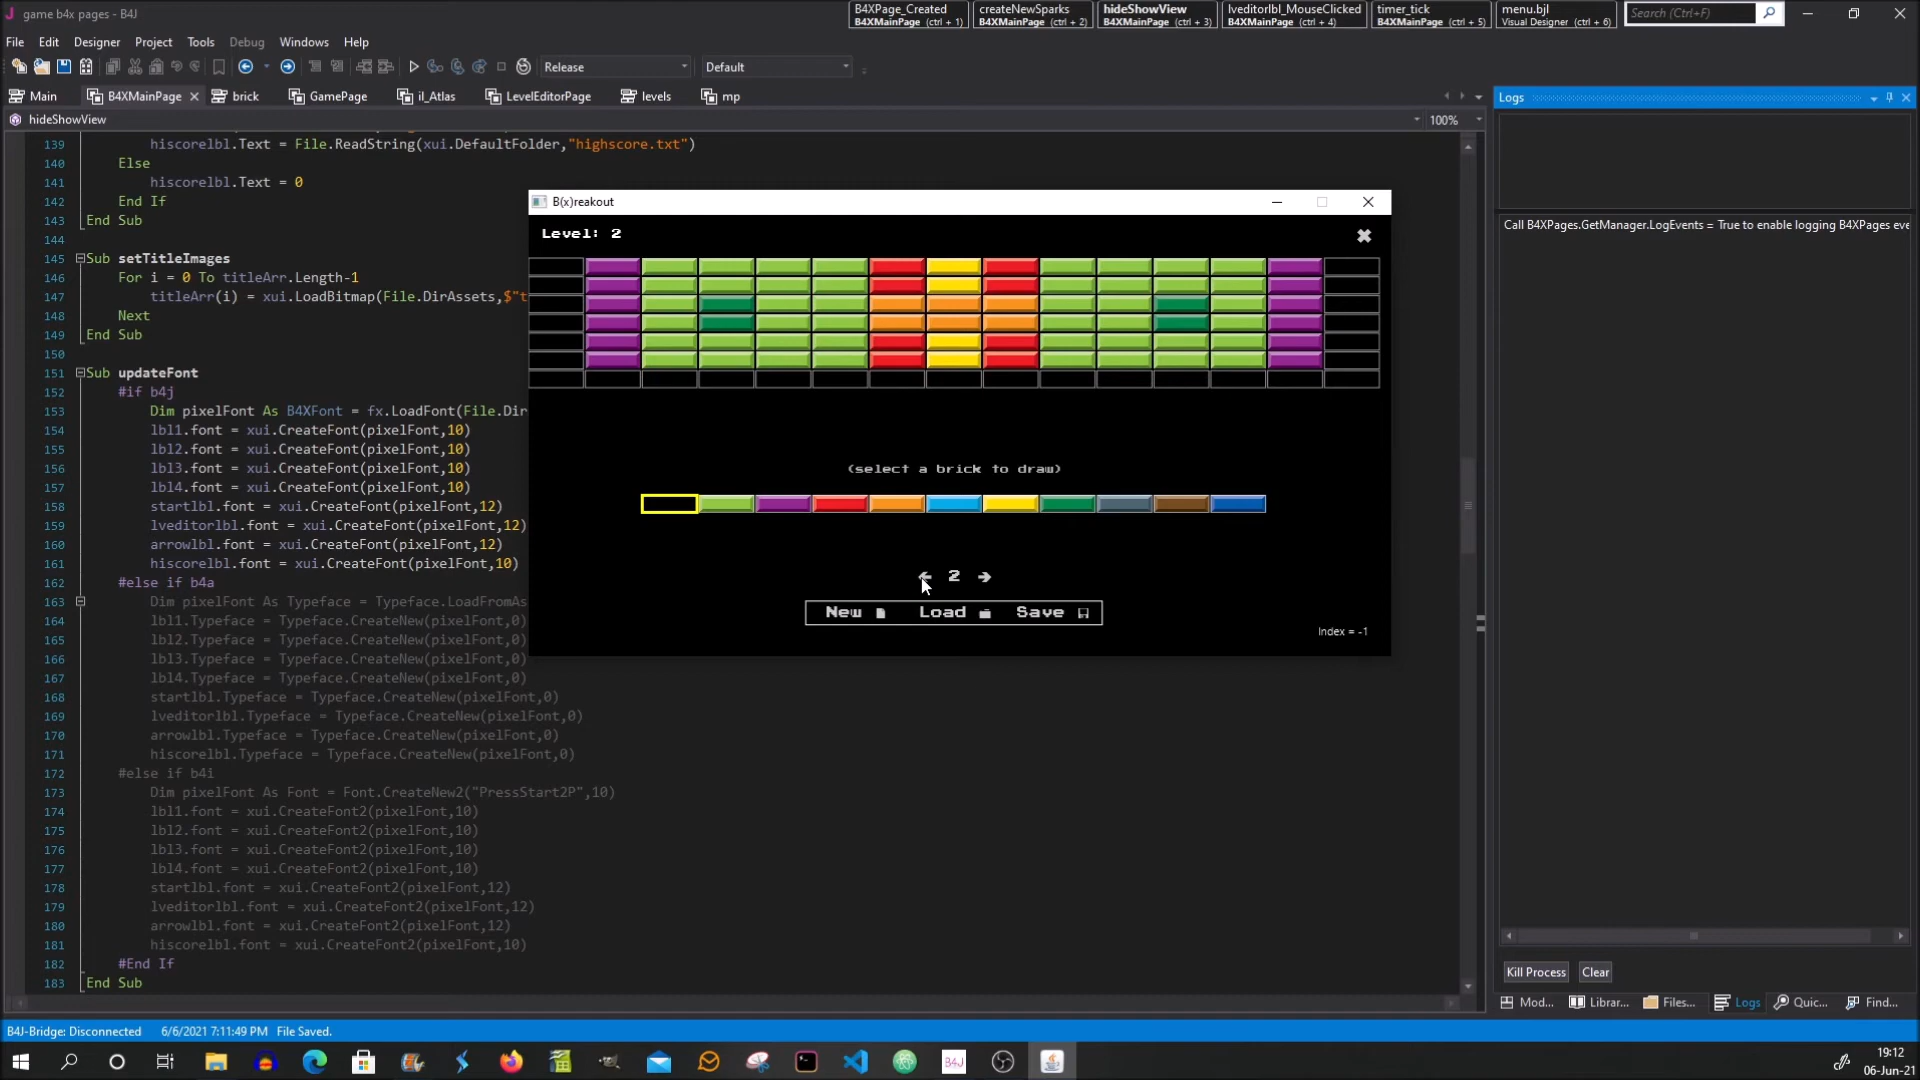 game b4x pages - B4J
B4XPage_Created
B4XMainPage (ctrl + 1)
createNewSparks
B4XMainPage (ctrl + 2)
hideShowView
B4XMainPage (ctrl + 3)
lveditorlbl_MouseClicked
B4XMainPage (ctrl + 4)
timer_tick
B4XMainPage (ctrl + 5)
menu.bjl
Visual Designer (ctrl + 6)
Search (Ctrl+F)
File Edit Designer Project Tools Debug Windows Help
Release Default
Main B4XMainPage brick GamePage il_Atlas LevelEditorPage levels mp
hideShowView 100%
139 hiscorelbl.Text = File.ReadString(xui.DefaultFolder,"highscore.txt")
140 Else
141 hiscorelbl.Text = 0
142 End If
143 End Sub
144
145 Sub setTitleImages
146 For i = 0 To titleArr.Length-1
147 titleArr(i) = xui.LoadBitmap(File.DirAssets,$"t
148 Next
149 End Sub
150
151 Sub updateFont
152 #if b4j
153 Dim pixelFont As B4XFont = fx.LoadFont(File.Dir
154 lbl1.font = xui.CreateFont(pixelFont,10)
155 lbl2.font = xui.CreateFont(pixelFont,10)
156 lbl3.font = xui.CreateFont(pixelFont,10)
157 lbl4.font = xui.CreateFont(pixelFont,10)
158 startlbl.font = xui.CreateFont(pixelFont,12)
159 lveditorlbl.font = xui.CreateFont(pixelFont,12)
160 arrowlbl.font = xui.CreateFont(pixelFont,12)
161 hiscorelbl.font = xui.CreateFont(pixelFont,10)
162 #else if b4a
163 Dim pixelFont As Typeface = Typeface.LoadFromAs
164 lbl1.Typeface = Typeface.CreateNew(pixelFont,0)
165 lbl2.Typeface = Typeface.CreateNew(pixelFont,0)
166 lbl3.Typeface = Typeface.CreateNew(pixelFont,0)
167 lbl4.Typeface = Typeface.CreateNew(pixelFont,0)
168 startlbl.Typeface = Typeface.CreateNew(pixelFont,0)
169 lveditorlbl.Typeface = Typeface.CreateNew(pixelFont,0)
170 arrowlbl.Typeface = Typeface.CreateNew(pixelFont,0)
171 hiscorelbl.Typeface = Typeface.CreateNew(pixelFont,0)
172 #else if b4i
173 Dim pixelFont As Font = Font.CreateNew2("PressStart2P",10)
174 lbl1.font = xui.CreateFont2(pixelFont,10)
175 lbl2.font = xui.CreateFont2(pixelFont,10)
176 lbl3.font = xui.CreateFont2(pixelFont,10)
177 lbl4.font = xui.CreateFont2(pixelFont,10)
178 startlbl.font = xui.CreateFont2(pixelFont,12)
179 lveditorlbl.font = xui.CreateFont2(pixelFont,12)
180 arrowlbl.font = xui.CreateFont2(pixelFont,12)
181 hiscorelbl.font = xui.CreateFont2(pixelFont,10)
182 #End If
183 End Sub
B(x)reakout
Level: 2
(select a brick to draw)
2
New Load Save
Index = -1
Logs
Call B4XPages.GetManager.LogEvents = True to enable logging B4XPages eve
Kill Process Clear
Mod... Librar... Files... Logs Quic... Find...
B4J-Bridge: Disconnected 6/6/2021 7:11:49 PM File Saved.
B4J
19:12
06-Jun-21